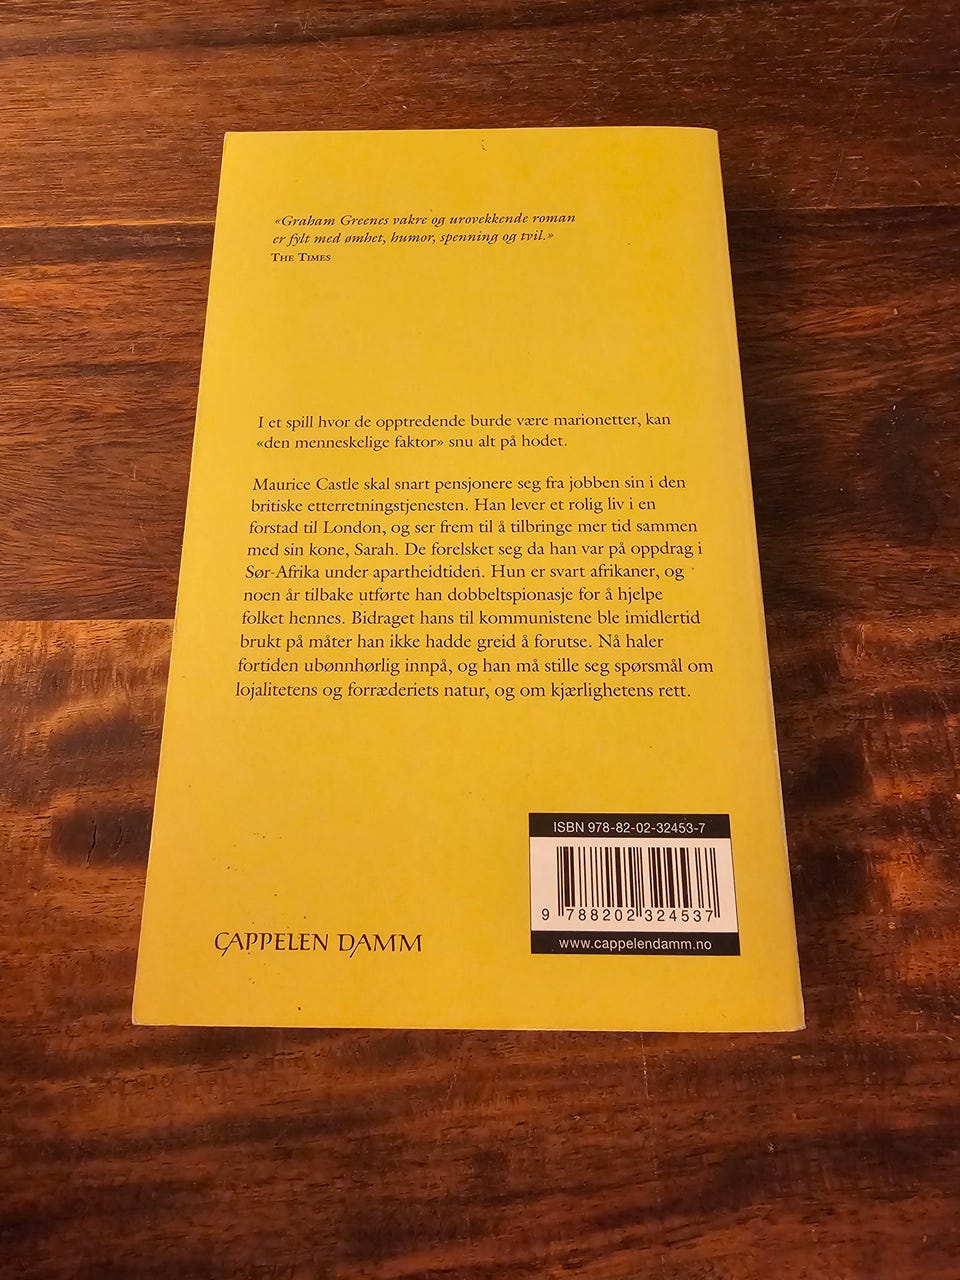 «Graham Greenes vakre og urovekkende roman
er fylt med ømhet, humor, spenning og tvil.»
THE TIMES
I et spill hvor de opptredende burde være marionetter, kan
«den menneskelige faktor» snu alt på hodet.
Maurice Castle skal snart pensjonere seg fra jobben sin i den
britiske etterretningstjenesten. Han lever et rolig liv i en
forstad til London, og ser frem til å tilbringe mer tid sammen
med sin kone, Sarah. De forelsket seg da han var på oppdrag i
Sør-Afrika under apartheidtiden. Hun er svart afrikaner, og
noen år tilbake utførte han dobbeltspionasje for å hjelpe
folket hennes. Bidraget hans til kommunistene ble imidlertid
brukt på måter han ikke hadde greid å forutse. Nå haler
fortiden ubønnhørlig innpå, og han må stille seg spørsmål om
lojalitetens og forræderiets natur, og om kjærlighetens rett.
ISBN 978-82-02-32453-7
9 788202 324537
www.cappelendamm.no
CAPPELEN DAMM